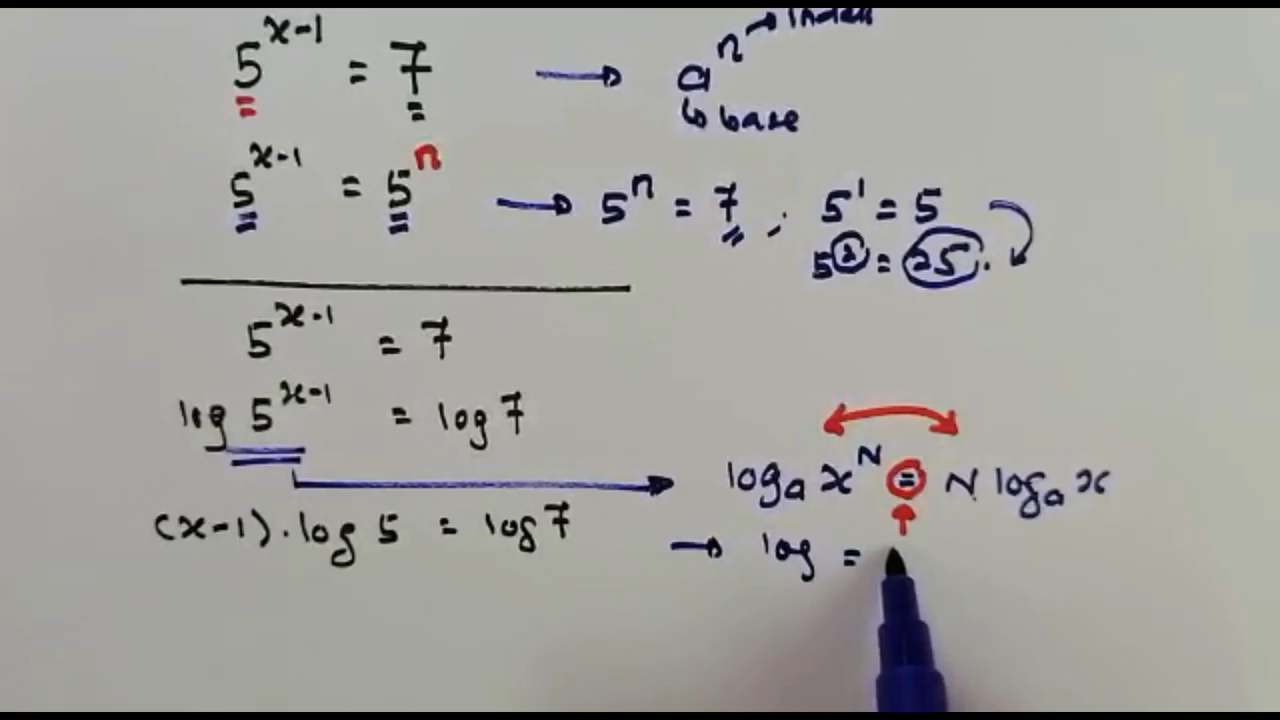 5^(x-1) = 7 → a^n → index
↳ base
5^(x-1) = 5^n → 5^n = 7 , 5^1 = 5
5^2 = 25.
5^(x-1) = 7
log 5^(x-1) = log 7
log_a x^N = N log_a x
(x-1) . log 5 = log 7
→ log =